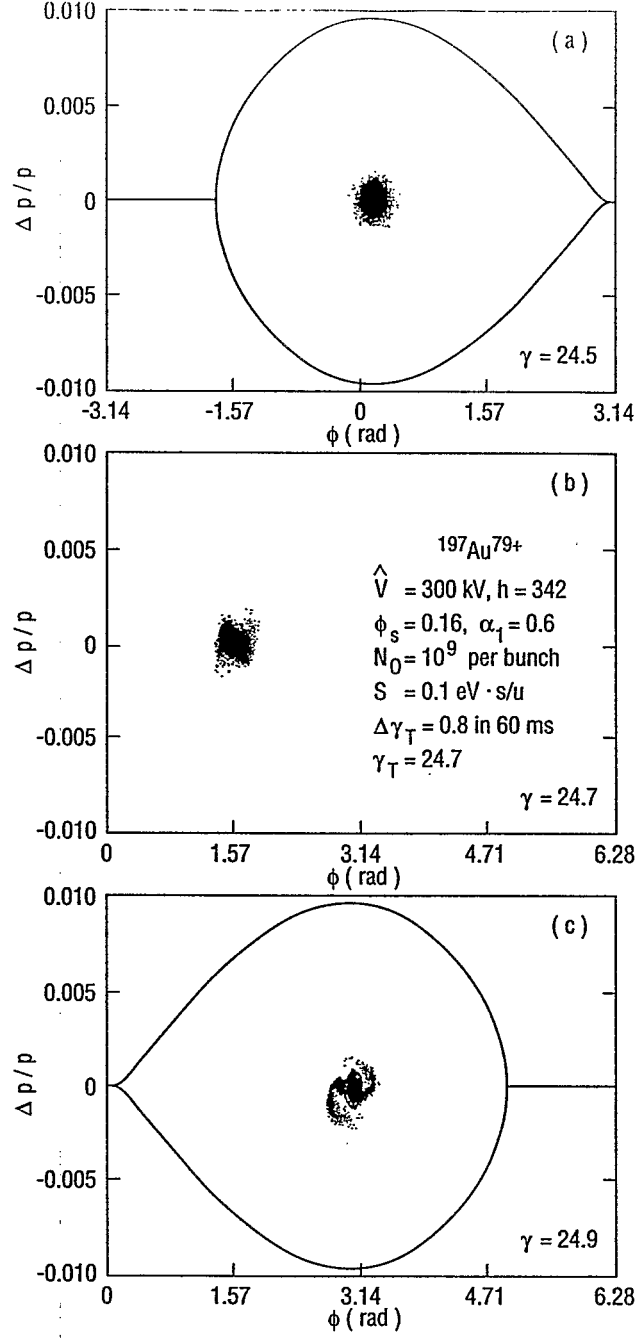 0.010
(a)
0.005
Δ p / p
0
-0.005
γ = 24.5
-0.010
-3.14 -1.57 0 1.57 3.14
ϕ ( rad )
0.010
(b)
197Au79+
0.005
V̂ = 300 kV, h = 342
ϕs = 0.16, α1 = 0.6
Δ p / p
0
N0 = 10^9 per bunch
S = 0.1 eV · s/u
-0.005
ΔγT = 0.8 in 60 ms
γT = 24.7
γ = 24.7
-0.010
0 1.57 3.14 4.71 6.28
ϕ ( rad )
0.010
(c)
0.005
Δ p / p
0
-0.005
γ = 24.9
-0.010
0 1.57 3.14 4.71 6.28
ϕ ( rad )